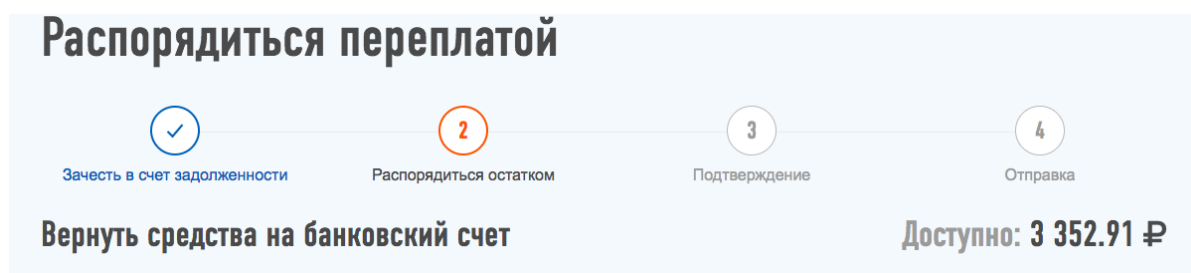 Распорядиться переплатой
2
3
4
Зачесть в счет задолженности
Распорядиться остатком
Подтверждение
Отправка
Вернуть средства на банковский счет
Доступно: 3 352.91 ₽